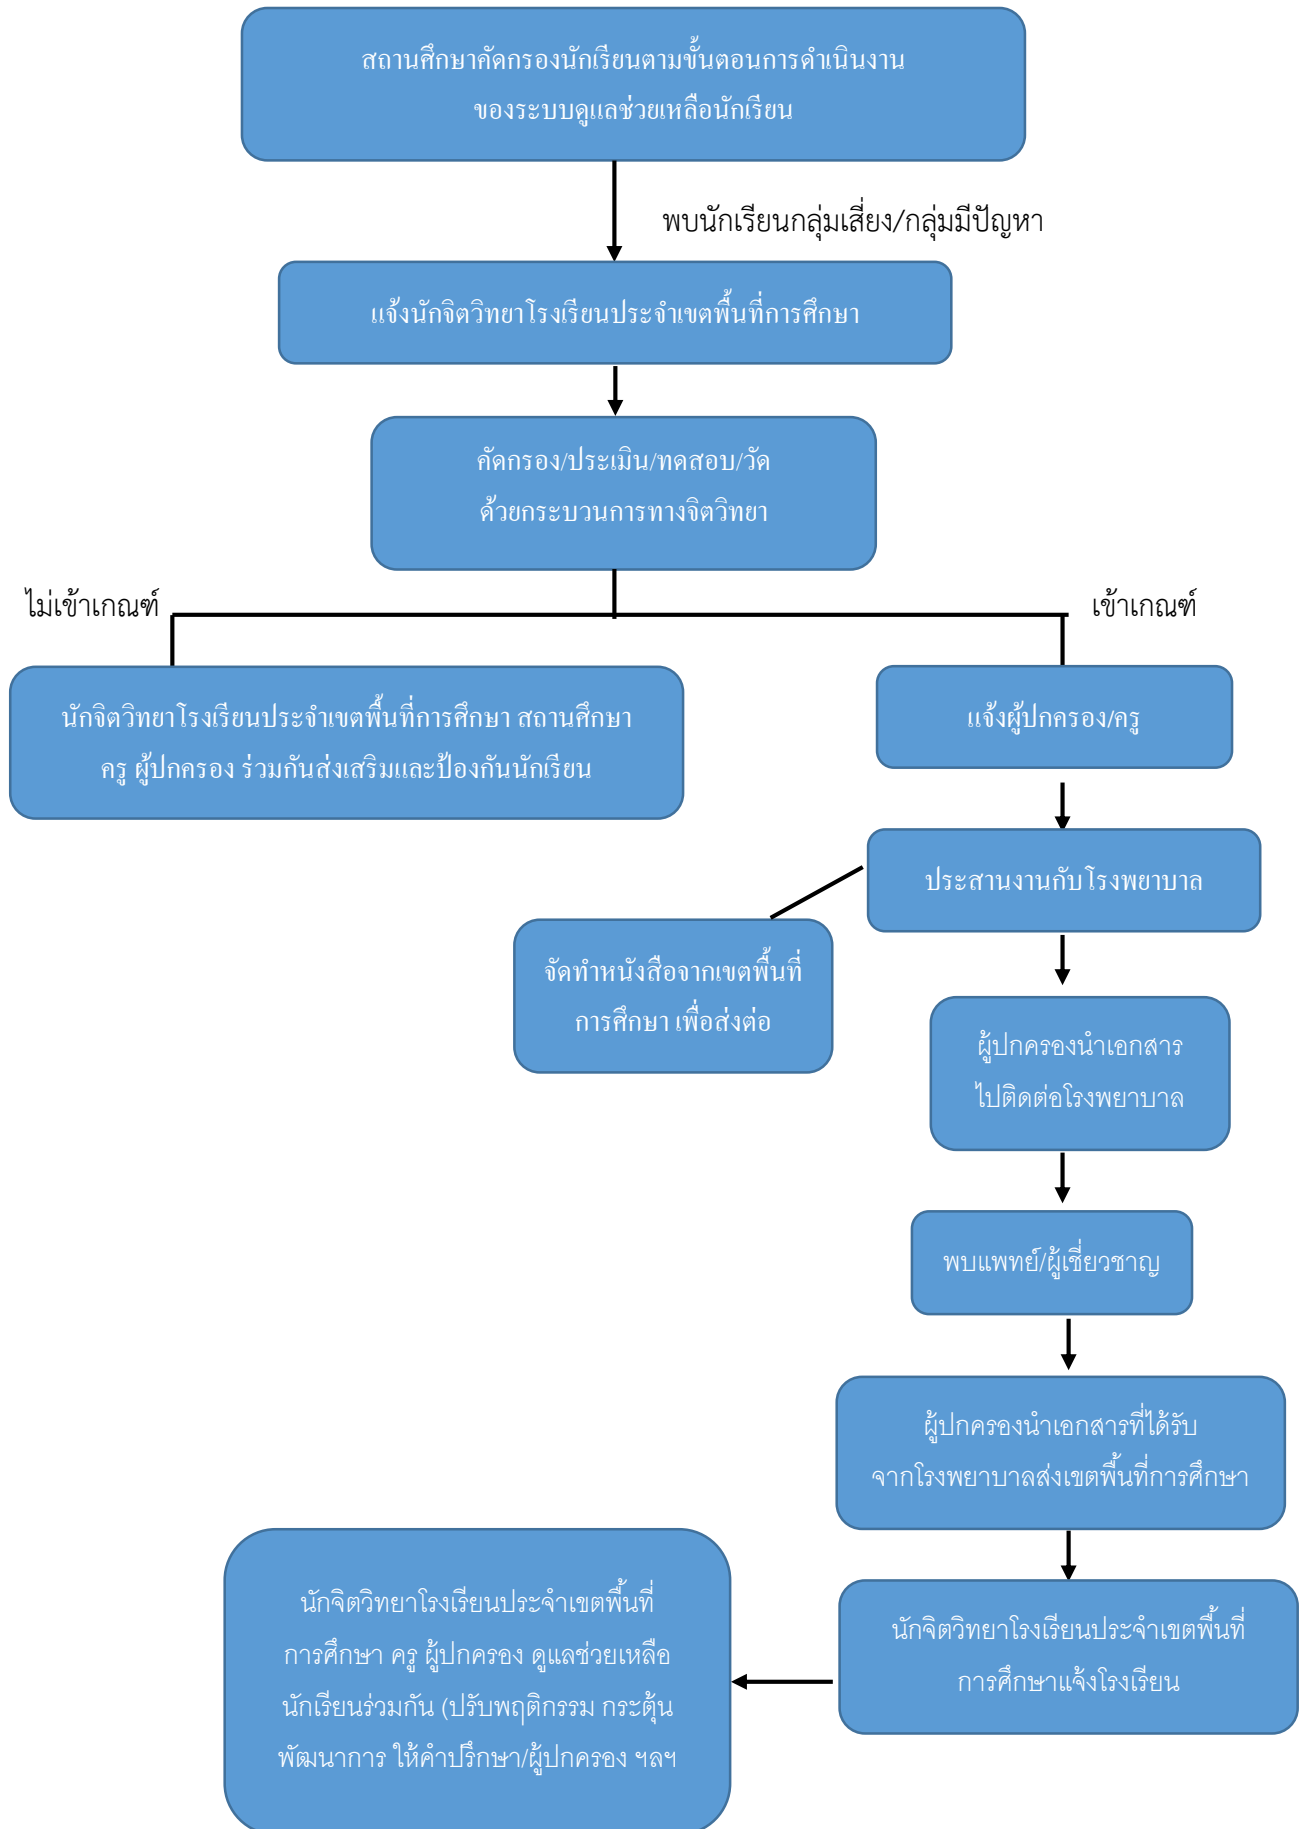 สถานศึกษาคัดกรองนักเรียนตามขั้นตอนการดำเนินงาน
ของระบบดูแลช่วยเหลือนักเรียน
พบนักเรียนกลุ่มเสี่ยง/กลุ่มมีปัญหา
แจ้งนักจิตวิทยาโรงเรียนประจำเขตพื้นที่การศึกษา
คัดกรอง/ประเมิน/ทดสอบ/วัด
ด้วยกระบวนการทางจิตวิทยา
ไม่เข้าเกณฑ์
เข้าเกณฑ์
นักจิตวิทยาโรงเรียนประจำเขตพื้นที่การศึกษา สถานศึกษา
ครู ผู้ปกครอง ร่วมกันส่งเสริมและป้องกันนักเรียน
แจ้งผู้ปกครอง/ครู
ประสานงานกับโรงพยาบาล
จัดทำหนังสือจากเขตพื้นที่
การศึกษา เพื่อส่งต่อ
ผู้ปกครองนำเอกสาร
ไปติดต่อโรงพยาบาล
พบแพทย์/ผู้เชี่ยวชาญ
ผู้ปกครองนำเอกสารที่ได้รับ
จากโรงพยาบาลส่งเขตพื้นที่การศึกษา
นักจิตวิทยาโรงเรียนประจำเขตพื้นที่
การศึกษาแจ้งโรงเรียน
นักจิตวิทยาโรงเรียนประจำเขตพื้นที่
การศึกษา ครู ผู้ปกครอง ดูแลช่วยเหลือ
นักเรียนร่วมกัน (ปรับพฤติกรรม กระตุ้น
พัฒนาการ ให้คำปรึกษา/ผู้ปกครอง ฯลฯ